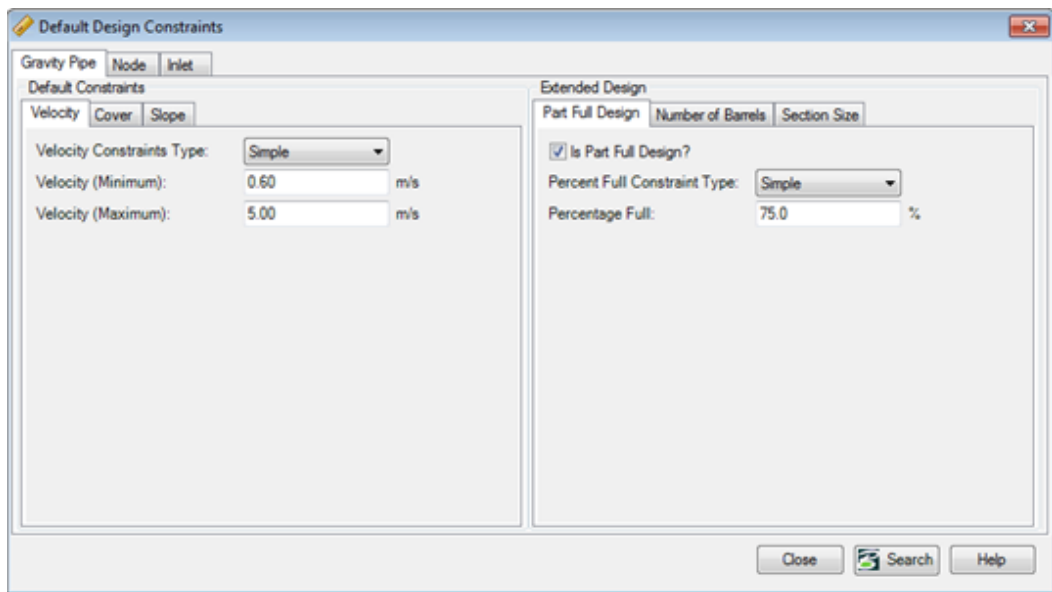 Default Design Constraints
Gravity Pipe Node Inlet
Default Constraints
Velocity Cover Slope
Velocity Constraints Type: Simple
Velocity (Minimum): 0.60 m/s
Velocity (Maximum): 5.00 m/s
Extended Design
Part Full Design Number of Barrels Section Size
Is Part Full Design?
Percent Full Constraint Type: Simple
Percentage Full: 75.0 %
Close Search Help